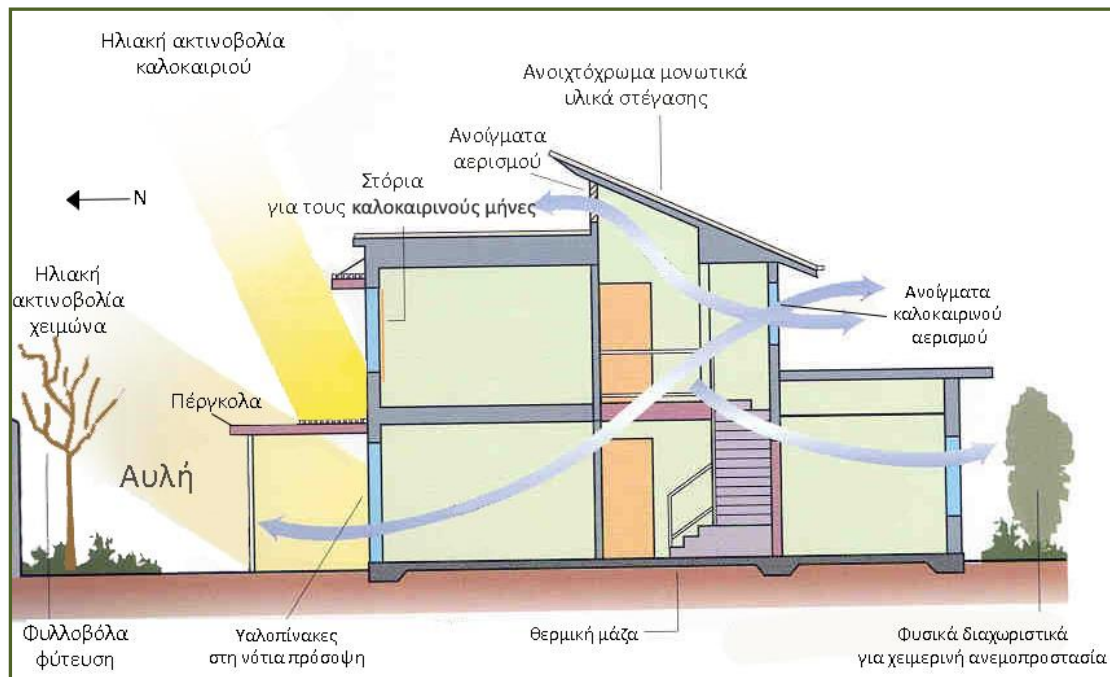 Ηλιακή ακτινοβολία
καλοκαιριού
Ανοιχτόχρωμα μονωτικά
υλικά στέγασης
Ανοίγματα
αερισμού
Στόρια
για τους καλοκαιρινούς μήνες
N
Ηλιακή
ακτινοβολία
χειμώνα
Ανοίγματα
καλοκαιρινού
αερισμού
Πέργκολα
Αυλή
Φυλλοβόλα
φύτευση
Υαλοπίνακες
στη νότια πρόσοψη
θερμική μάζα
Φυσικά διαχωριστικά
για χειμερινή ανεμοπροστασία